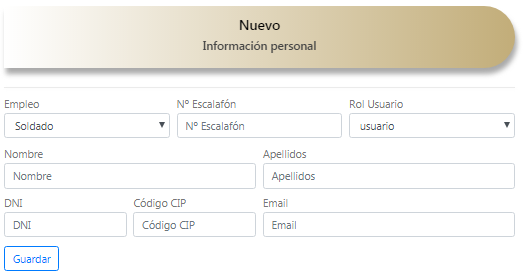 Nuevo
Información personal
Empleo Nº Escalafón Rol Usuario
Soldado Nº Escalafón usuario
Nombre Apellidos
Nombre Apellidos
DNI Código CIP Email
DNI Código CIP Email
Guardar